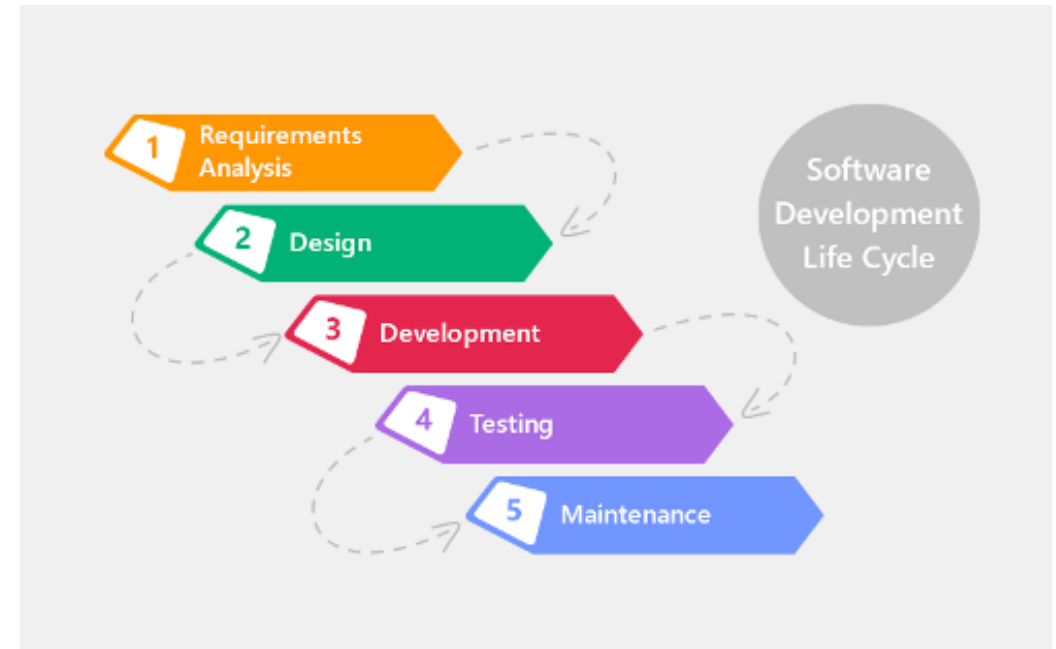 1
Requirements
Analysis
2
Design
3
Development
4
Testing
5
Maintenance
Software
Development
Life Cycle